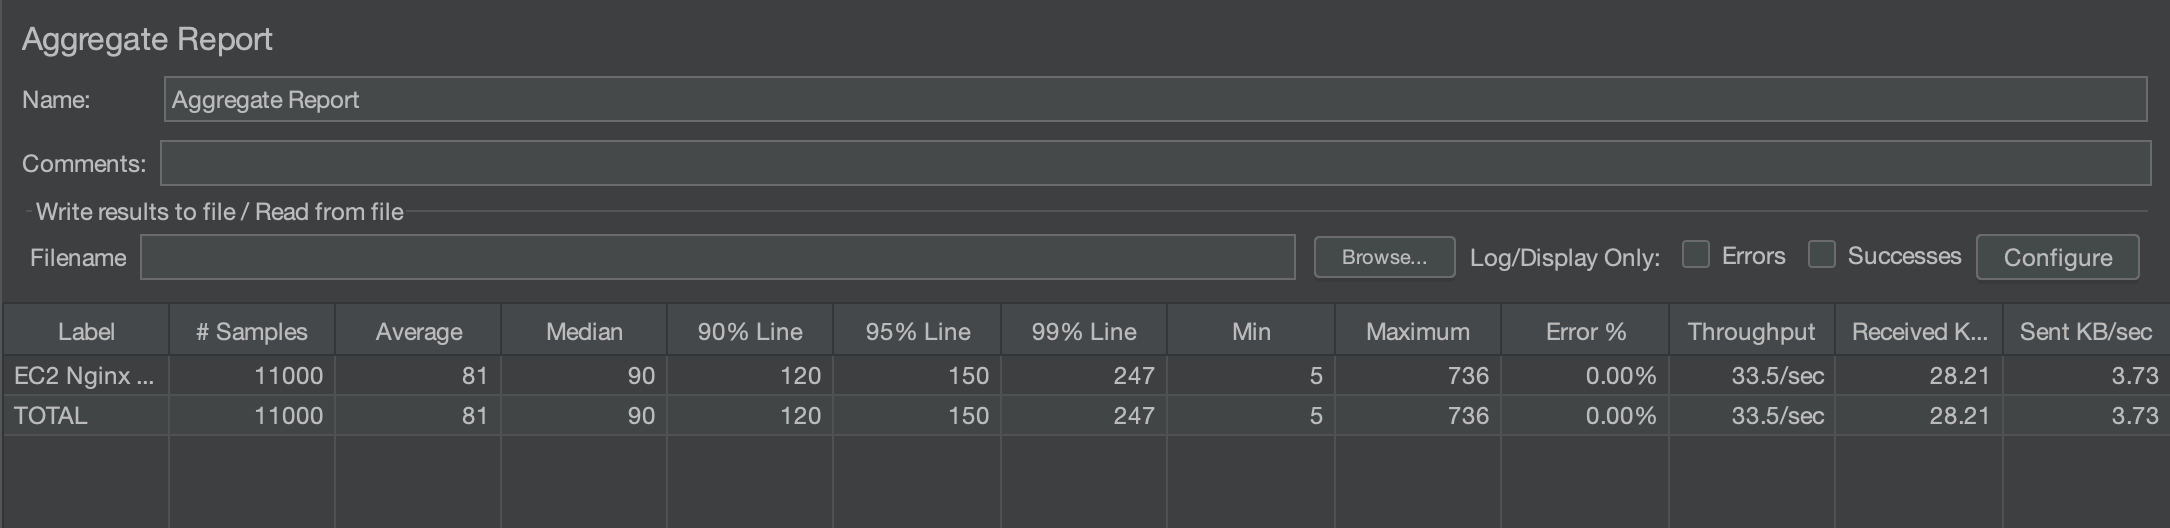 Aggregate Report
Name: Aggregate Report
Comments:
Write results to file / Read from file
Filename Browse... Log/Display Only: Errors Successes Configure
Label # Samples Average Median 90% Line 95% Line 99% Line Min Maximum Error % Throughput Received K... Sent KB/sec
EC2 Nginx ... 11000 81 90 120 150 247 5 736 0.00% 33.5/sec 28.21 3.73
TOTAL 11000 81 90 120 150 247 5 736 0.00% 33.5/sec 28.21 3.73